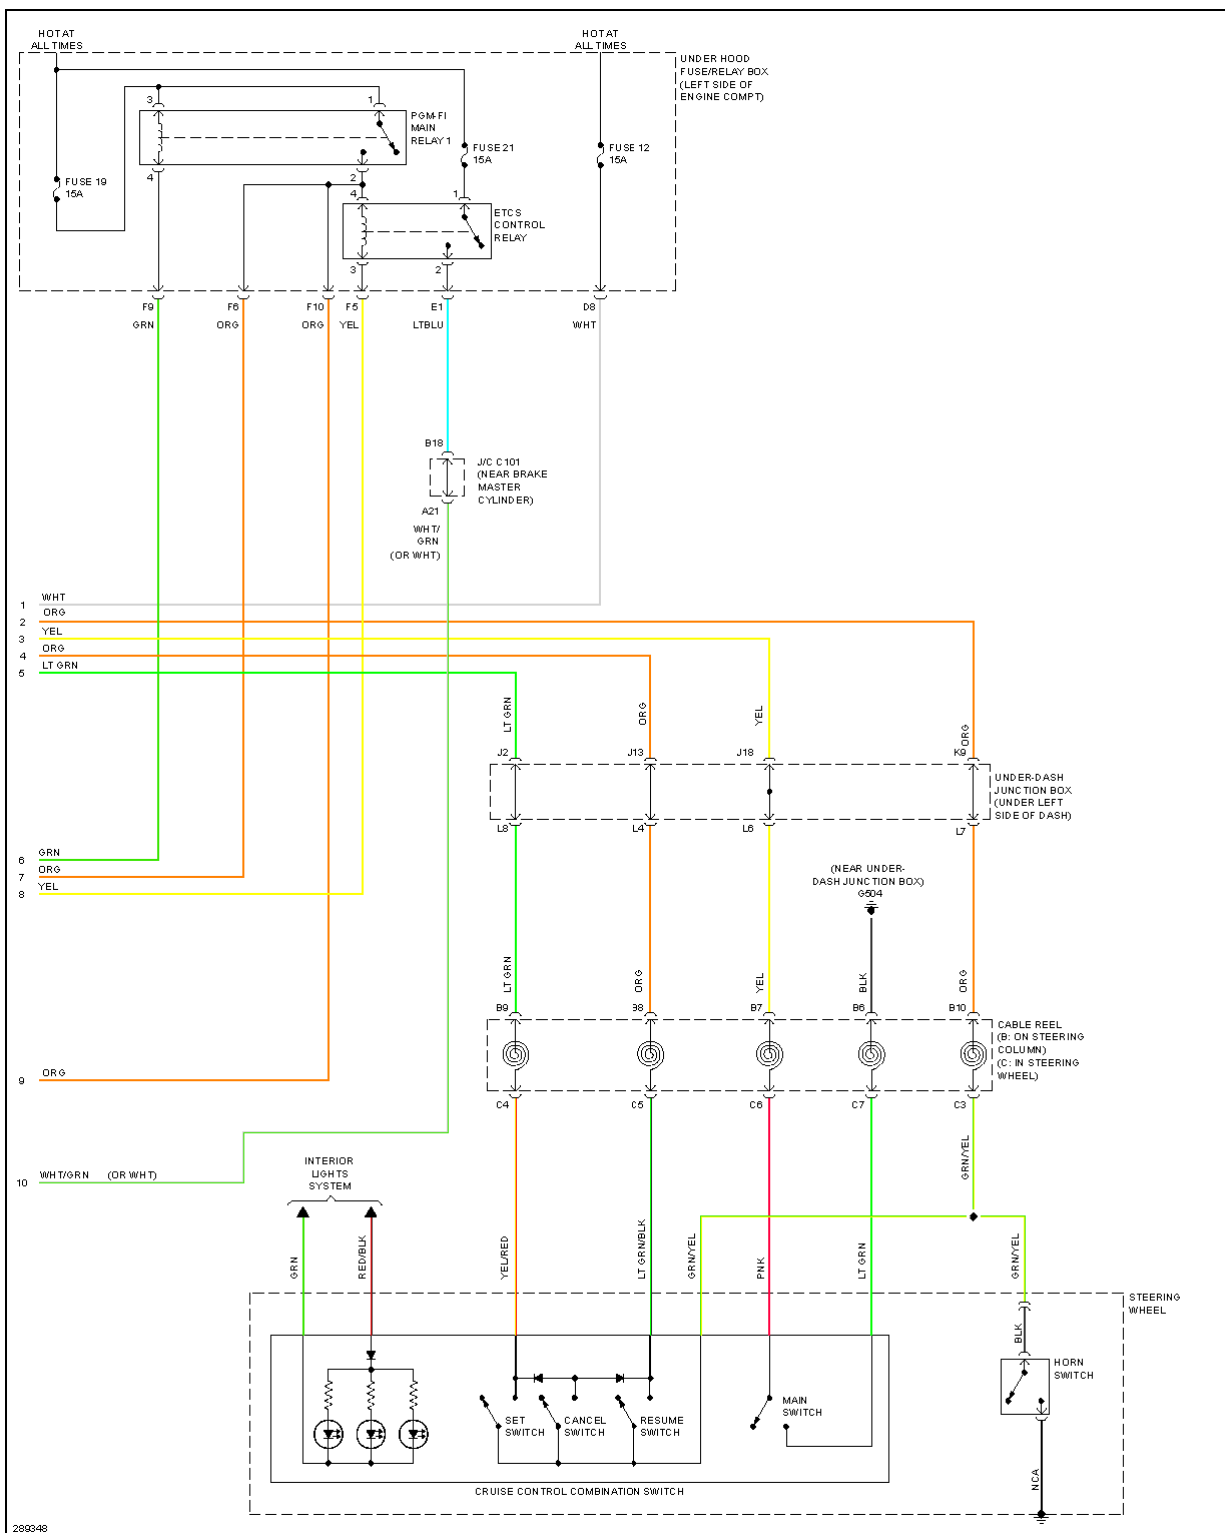 HOT AT
ALL TIMES
HOT AT
ALL TIMES
UNDER HOOD
FUSE/RELAY BOX
(LEFT SIDE OF
ENGINE COMPT)
3
1
PGM-FI
MAIN
RELAY 1
FUSE 21
15A
FUSE 12
15A
4
2
FUSE 19
15A
4
1
ETCS
CONTROL
RELAY
3
2
F9
F6
F10
F5
E1
D8
GRN
ORG
ORG
YEL
LTBLU
WHT
B18
J/C C101
(NEAR BRAKE
MASTER
CYLINDER)
A21
WHT/
GRN
(OR WHT)
1
WHT
2
ORG
3
YEL
4
ORG
5
LT GRN
LT GRN
ORG
YEL
ORG
J2
J13
J18
K9
UNDER-DASH
JUNCTION BOX
(UNDER LEFT
SIDE OF DASH)
L8
L4
L6
L7
6
GRN
7
ORG
8
YEL
(NEAR UNDER-
DASH JUNCTION BOX)
G504
LT GRN
ORG
YEL
BLK
ORG
B9
B8
B7
B6
B10
CABLE REEL
(B: ON STEERING
COLUMN)
(C: IN STEERING
WHEEL)
9
ORG
C4
C5
C6
C7
C3
10
WHT/GRN (OR WHT)
INTERIOR
LIGHTS
SYSTEM
GRN/YEL
GRN
RED/BLK
YEL/RED
LT GRN/BLK
GRN/YEL
PNK
LT GRN
GRN/YEL
STEERING
WHEEL
BLK
HORN
SWITCH
SET
SWITCH
CANCEL
SWITCH
RESUME
SWITCH
MAIN
SWITCH
NCA
CRUISE CONTROL COMBINATION SWITCH
289348